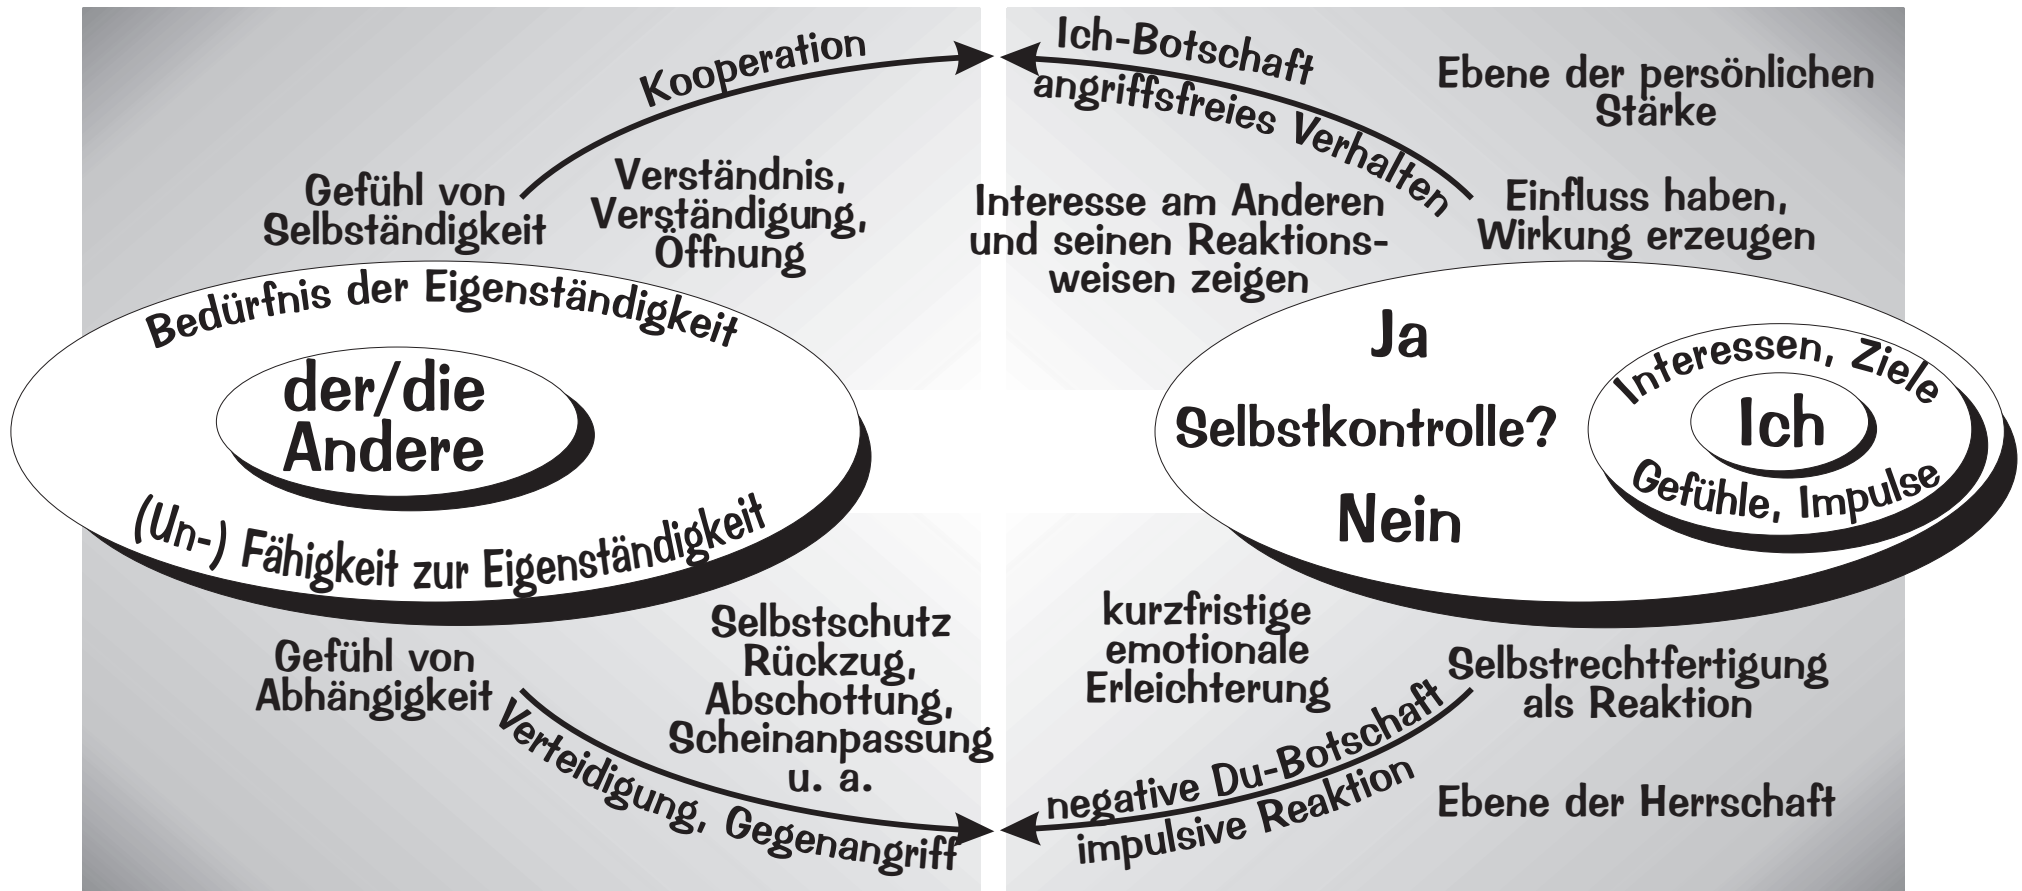 Kooperation
Gefühl von
Selbständigkeit
Verständnis,
Verständigung,
Öffnung
Bedürfnis der Eigenständigkeit
der/die
Andere
(Un-) Fähigkeit zur Eigenständigkeit
Gefühl von
Abhängigkeit
Selbstschutz
Rückzug,
Abschottung,
Scheinanpassung
u. a.
Verteidigung, Gegenangriff
Ich-Botschaft
angriffsfreies Verhalten
Ebene der persönlichen
Stärke
Interesse am Anderen
und seinen Reaktions-
weisen zeigen
Einfluss haben,
Wirkung erzeugen
Ja
Selbstkontrolle?
Nein
Interessen, Ziele
Ich
Gefühle, Impulse
kurzfristige
emotionale
Erleichterung
Selbstrechtfertigung
als Reaktion
negative Du-Botschaft
impulsive Reaktion
Ebene der Herrschaft